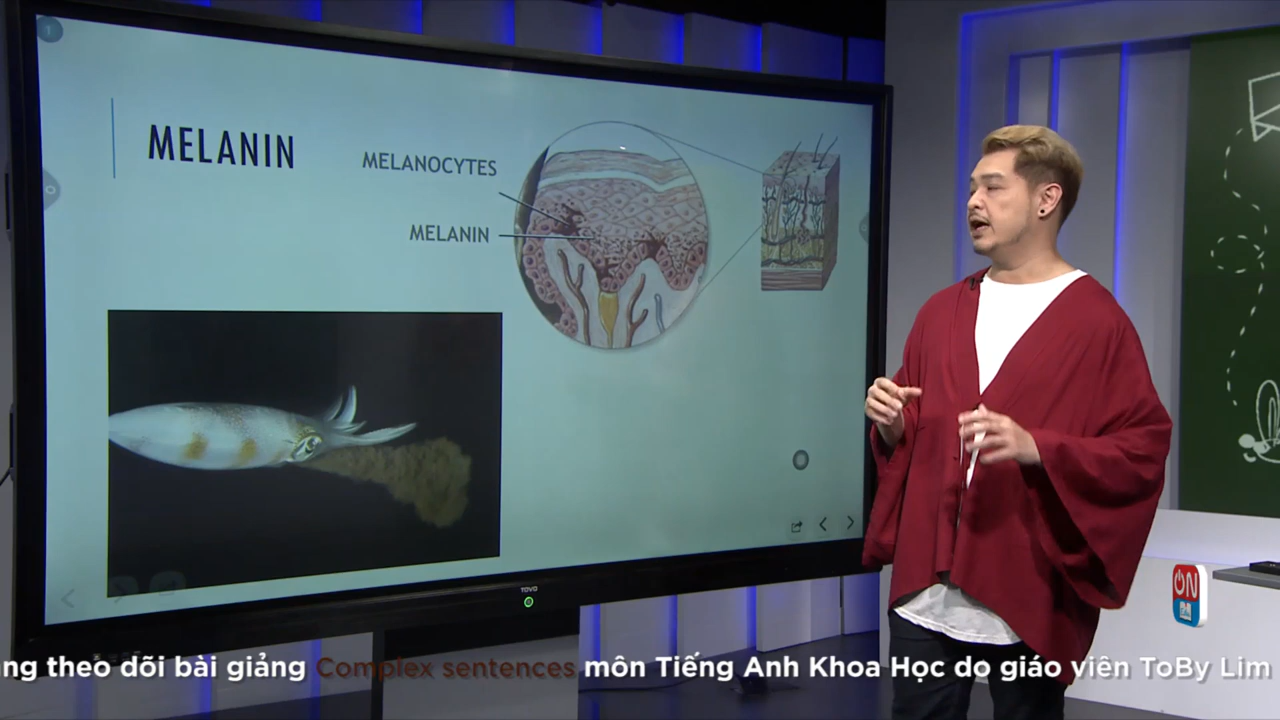 1
MELANIN
MELANOCYTES
MELANIN
TOVO
ON
ng theo dõi bài giảng Complex sentences môn Tiếng Anh Khoa Học do giáo viên ToBy Lim